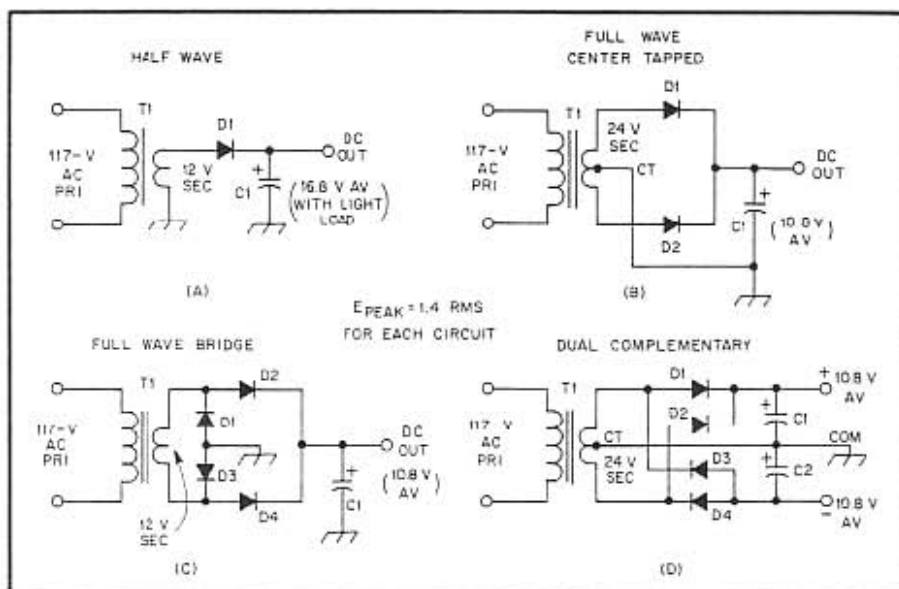 HALF WAVE
T1
D1
117-V
AC
PRI
12 V
SEC
+
C1
DC
OUT
(16.8 V AV
WITH LIGHT
LOAD)
(A)
FULL WAVE
CENTER TAPPED
T1
D1
24 V
SEC
117-V
AC
PRI
CT
D2
DC
OUT
+
C1
(10.8 V
AV)
(B)
E PEAK = 1.4 RMS
FOR EACH CIRCUIT
FULL WAVE BRIDGE
T1
D2
D1
117-V
AC
PRI
D3
D4
12 V
SEC
DC
OUT
(10.8 V
AV)
+
C1
(C)
DUAL COMPLEMENTARY
T1
D1
D2
117-V
AC
PRI
CT
24 V
SEC
D3
D4
+
C1
+
C2
+ 10.8 V
AV
COM
- 10.8 V
AV
(D)